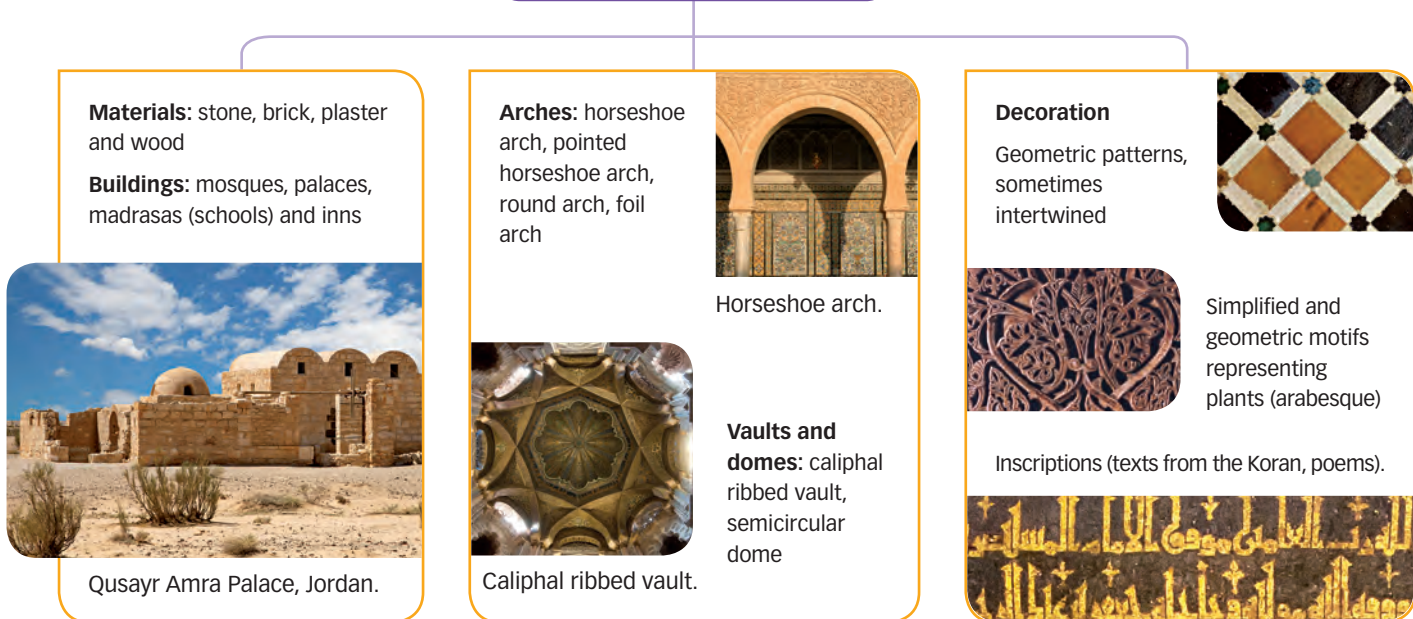 Materials: stone, brick, plaster
and wood
Buildings: mosques, palaces,
madrasas (schools) and inns
Qusayr Amra Palace, Jordan.
Arches: horseshoe
arch, pointed
horseshoe arch,
round arch, foil
arch
Horseshoe arch.
Caliphal ribbed vault.
Vaults and
domes: caliphal
ribbed vault,
semicircular
dome
Decoration
Geometric patterns,
sometimes
intertwined
Simplified and
geometric motifs
representing
plants (arabesque)
Inscriptions (texts from the Koran, poems).